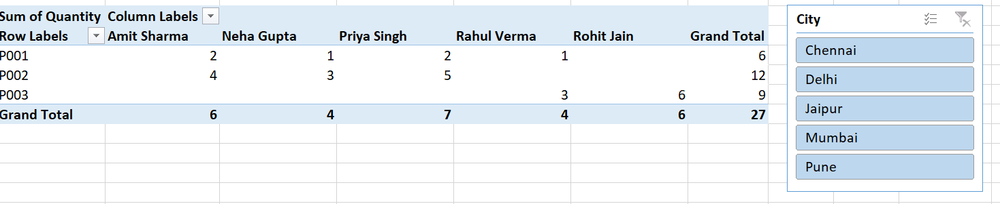 Sum of Quantity Column Labels
Row Labels Amit Sharma Neha Gupta Priya Singh Rahul Verma Rohit Jain Grand Total
P001 2 1 2 1 6
P002 4 3 5 12
P003 3 6 9
Grand Total 6 4 7 4 6 27
City
Chennai
Delhi
Jaipur
Mumbai
Pune